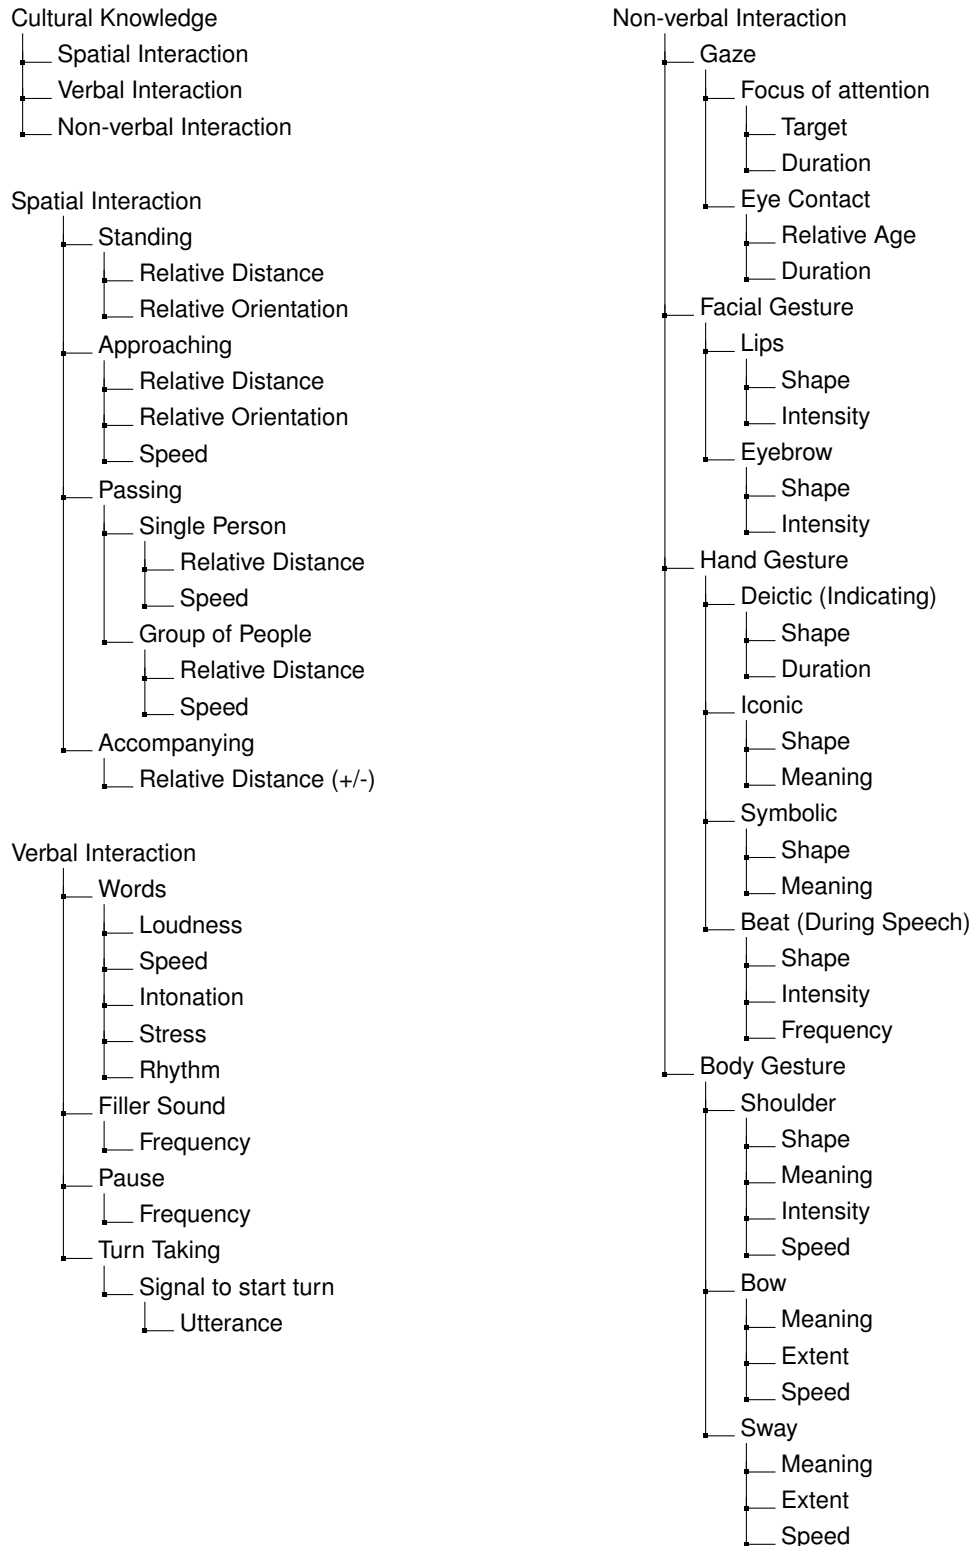 Cultural Knowledge
Spatial Interaction
Verbal Interaction
Non-verbal Interaction
Spatial Interaction
Standing
Relative Distance
Relative Orientation
Approaching
Relative Distance
Relative Orientation
Speed
Passing
Single Person
Relative Distance
Speed
Group of People
Relative Distance
Speed
Accompanying
Relative Distance (+/-)
Verbal Interaction
Words
Loudness
Speed
Intonation
Stress
Rhythm
Filler Sound
Frequency
Pause
Frequency
Turn Taking
Signal to start turn
Utterance
Non-verbal Interaction
Gaze
Focus of attention
Target
Duration
Eye Contact
Relative Age
Duration
Facial Gesture
Lips
Shape
Intensity
Eyebrow
Shape
Intensity
Hand Gesture
Deictic (Indicating)
Shape
Duration
Iconic
Shape
Meaning
Symbolic
Shape
Meaning
Beat (During Speech)
Shape
Intensity
Frequency
Body Gesture
Shoulder
Shape
Meaning
Intensity
Speed
Bow
Meaning
Extent
Speed
Sway
Meaning
Extent
Speed